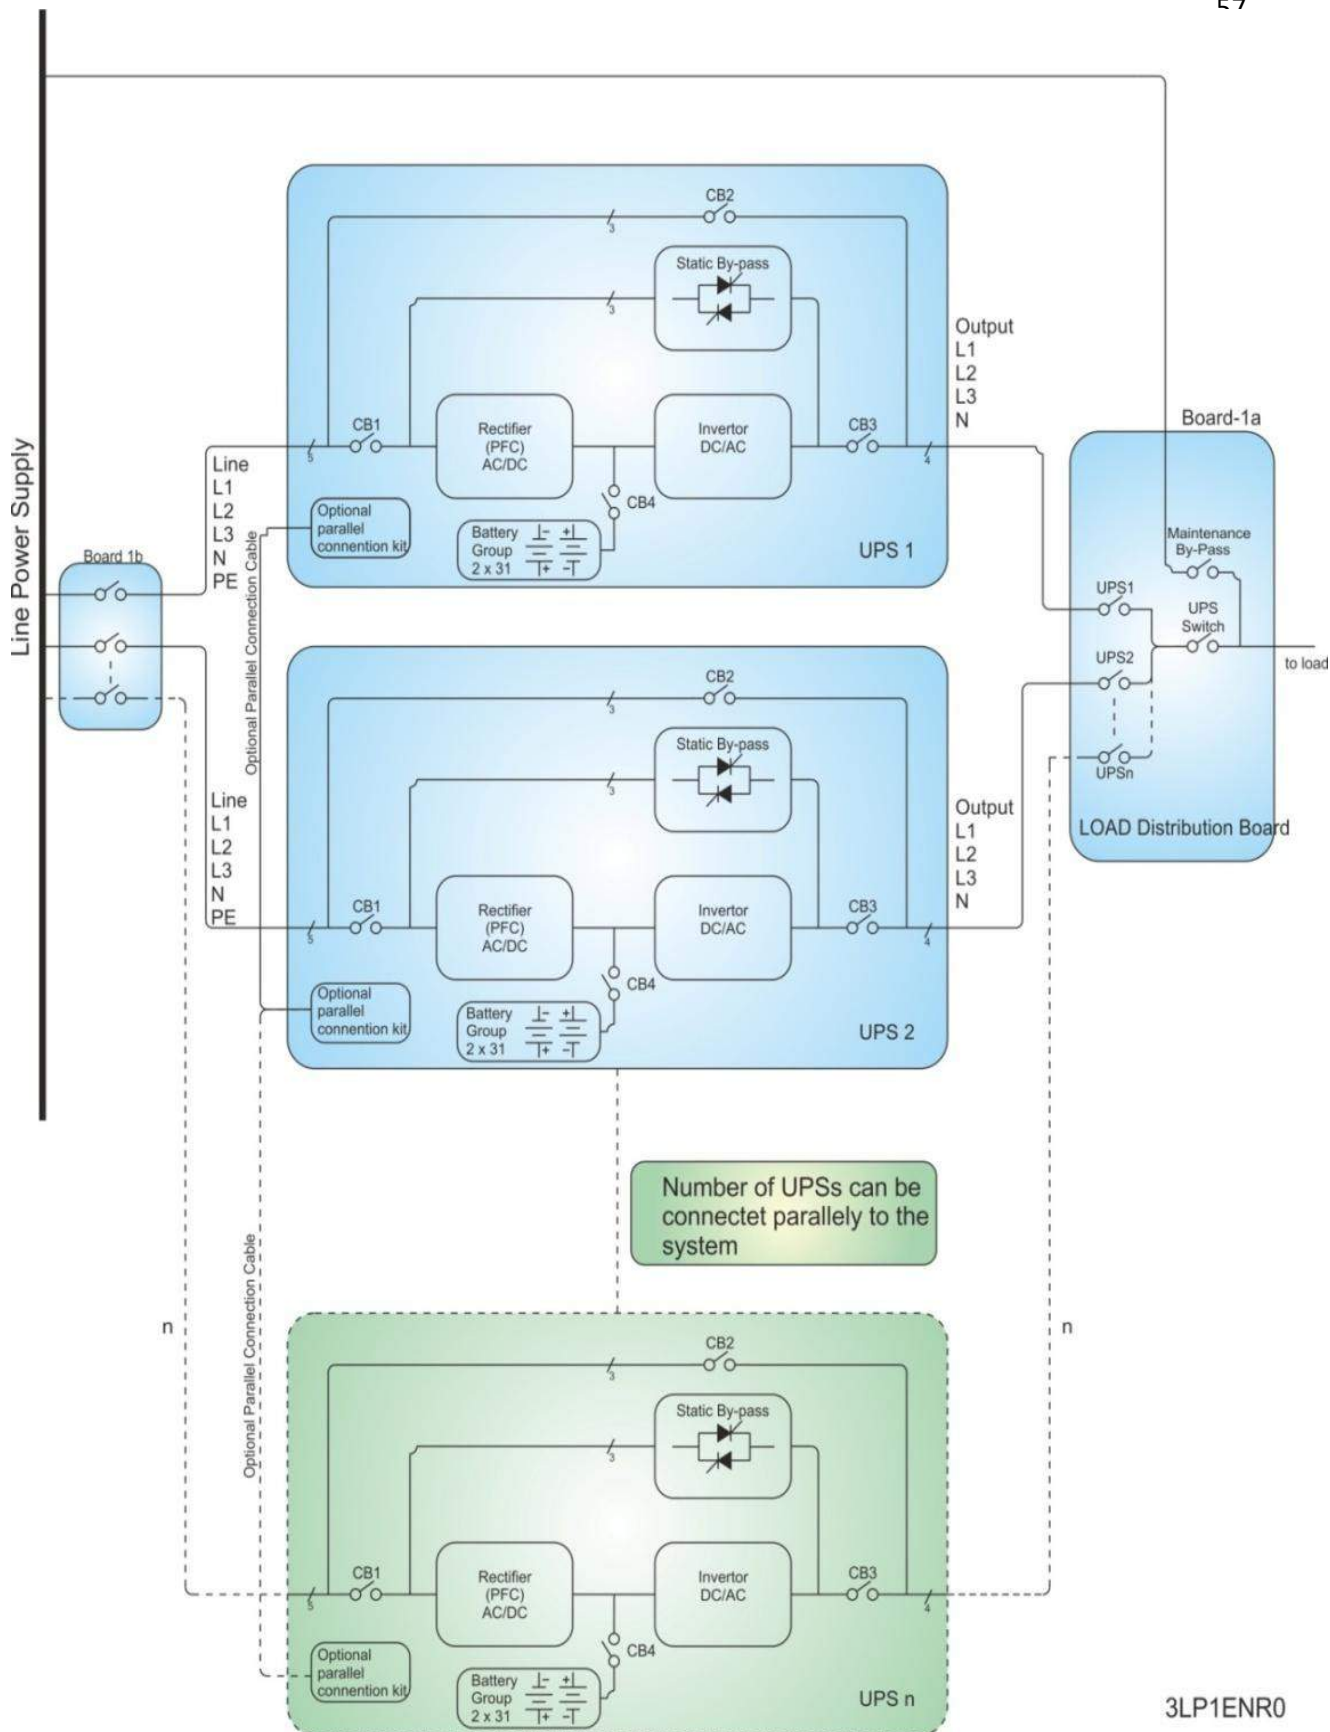 57
CB2
3
Static By-pass
3
Output
L1
L2
L3
N
Board-1a
CB1
5
Rectifier
(PFC)
AC/DC
Invertor
DC/AC
CB3
4
Line Power Supply
Line
L1
L2
L3
N
PE
Optional
parallel
connention kit
Battery
Group
2 x 31
CB4
UPS 1
Board 1b
Optional Parallel Connection Cable
Maintenance
By-Pass
UPS1
UPS
Switch
UPS2
to load
UPSn
LOAD Distribution Board
CB2
3
Static By-pass
3
Line
L1
L2
L3
N
PE
Output
L1
L2
L3
N
CB1
5
Rectifier
(PFC)
AC/DC
Invertor
DC/AC
CB3
4
Optional
parallel
connention kit
Battery
Group
2 x 31
CB4
UPS 2
Number of UPSs can be
connectet parallely to the
system
Optional Parallel Connection Cable
n
n
CB2
3
Static By-pass
3
CB1
5
Rectifier
(PFC)
AC/DC
Invertor
DC/AC
CB3
4
Optional
parallel
connention kit
Battery
Group
2 x 31
CB4
UPS n
3LP1ENR0